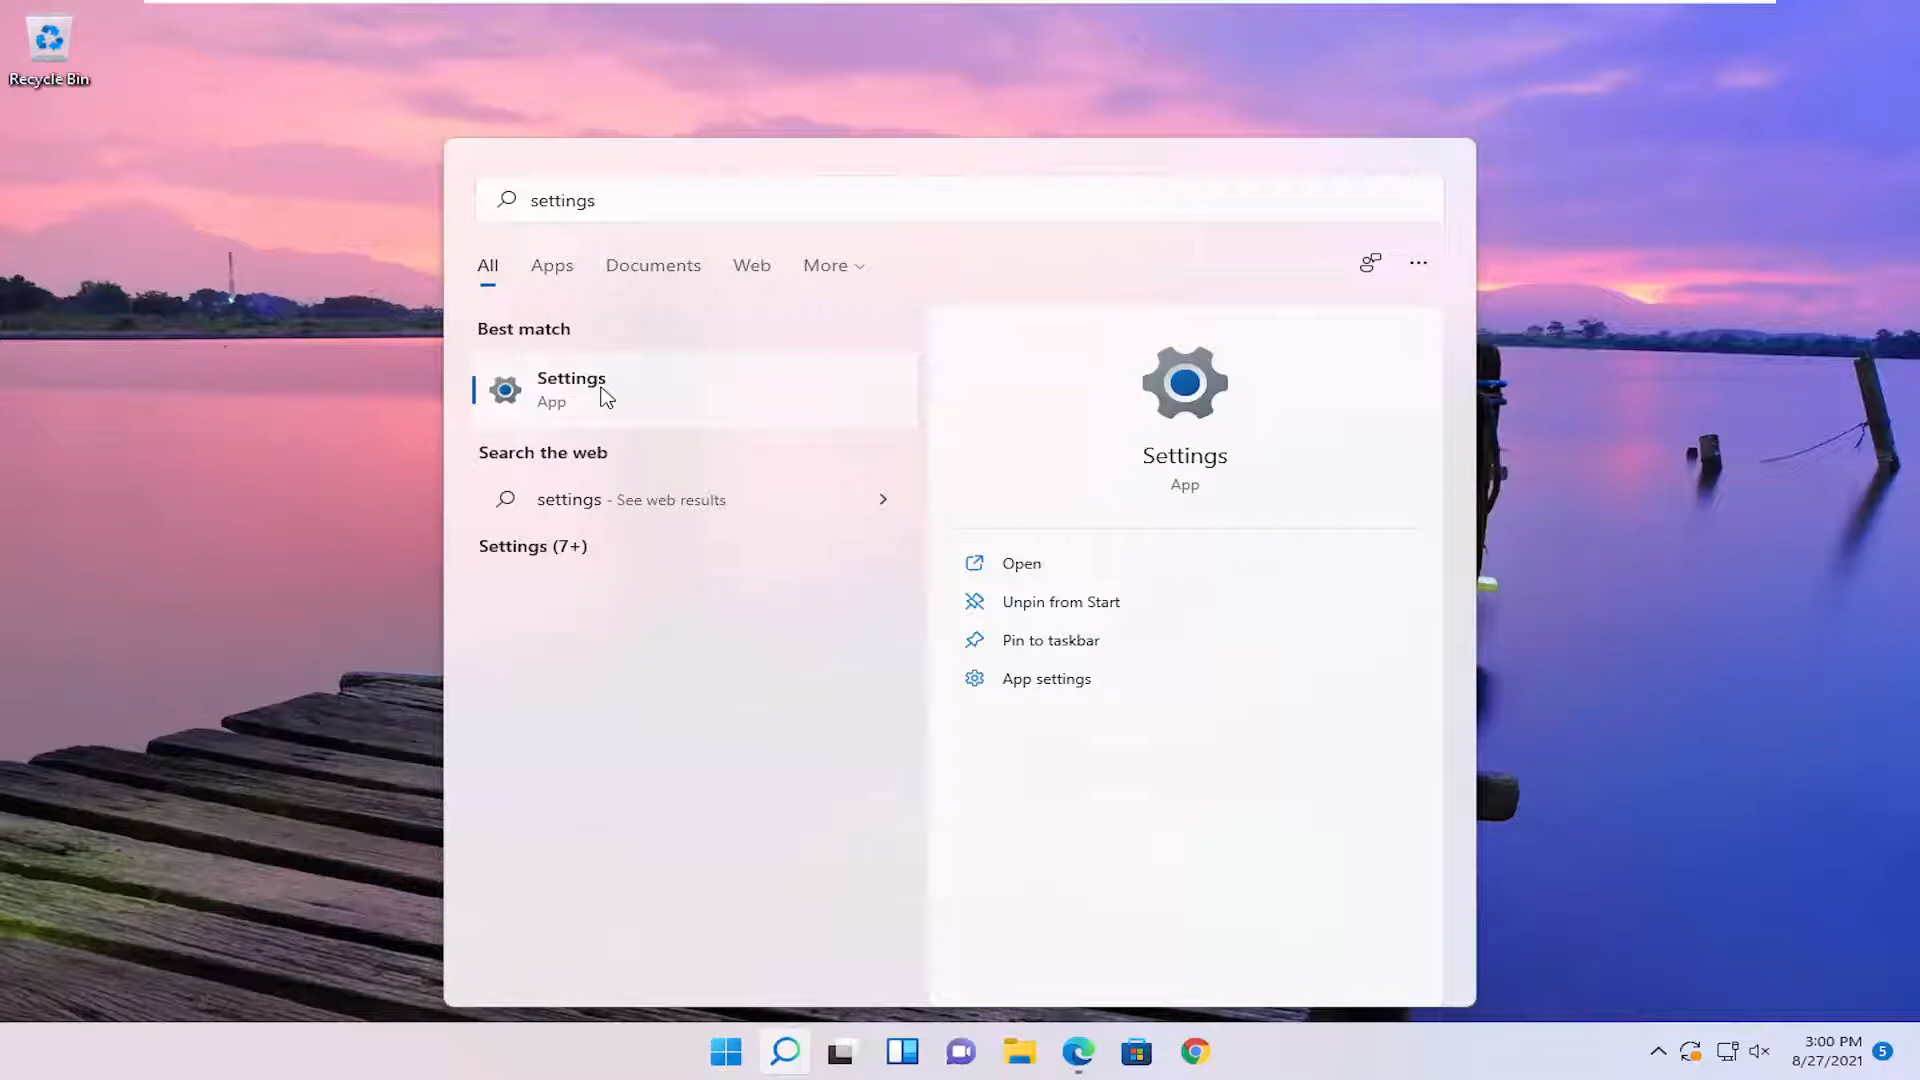 Recycle Bin
settings
All Apps Documents Web More
Best match
Settings
App
Search the web
settings - See web results
Settings (7+)
Settings
App
Open
Unpin from Start
Pin to taskbar
App settings
3:00 PM
8/27/2021
5